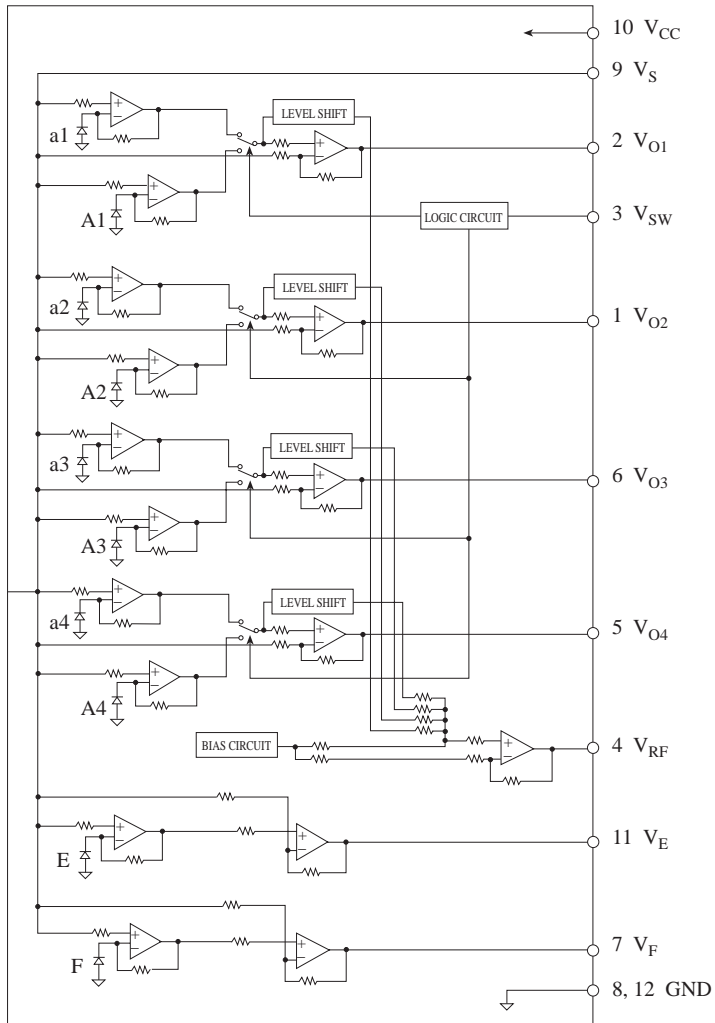 10 V_CC
9 V_S
a1
LEVEL SHIFT
2 V_O1
A1
LOGIC CIRCUIT
3 V_SW
a2
LEVEL SHIFT
1 V_O2
A2
a3
LEVEL SHIFT
6 V_O3
A3
a4
LEVEL SHIFT
5 V_O4
A4
BIAS CIRCUIT
4 V_RF
E
11 V_E
F
7 V_F
8, 12 GND